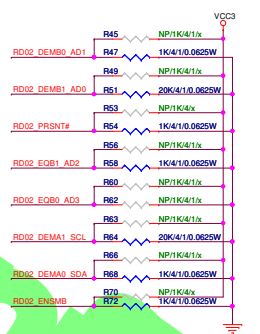 VCC3
R45 NP/1K/4/1/x
RD02_DEMB0_AD1 R47 1K/4/1/0.0625W
R49 NP/1K/4/1/x
RD02_DEMB1_AD0 R51 20K/4/1/0.0625W
R53 NP/1K/4/x
RD02_PRSNT# R54 1K/4/1/0.0625W
R56 NP/1K/4/1/x
RD02_EQB1_AD2 R58 1K/4/1/0.0625W
R60 NP/1K/4/1/x
RD02_EQB0_AD3 R62 NP/1K/4/1/x
R63 NP/1K/4/1/x
RD02_DEMA1_SCL R64 20K/4/1/0.0625W
R66 NP/1K/4/1/x
RD02_DEMA0_SDA R68 1K/4/1/0.0625W
R70 NP/1K/4/x
RD02_ENSMB R72 1K/4/1/0.0625W